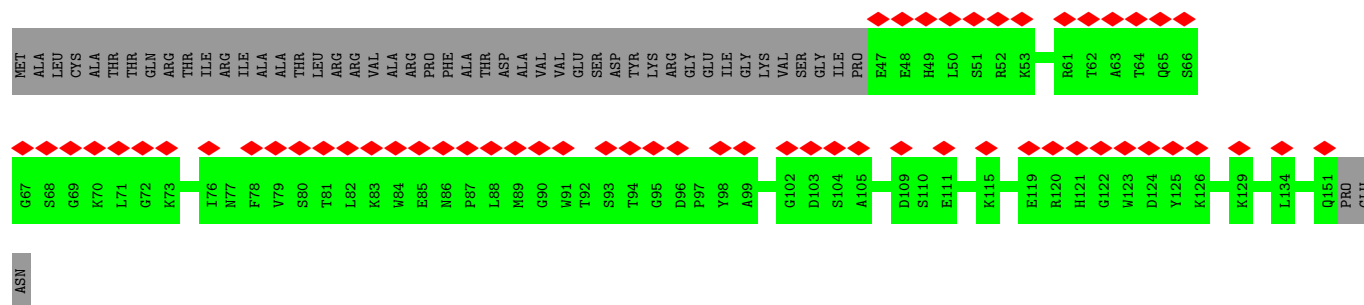 MET ALA LEU CYS ALA THR THR GLN ARG THR ILE ARG ILE ALA ALA THR LEU ARG ARG VAL ALA ARG PRO PHE ALA THR ASP ALA VAL VAL GLU SER ASP TYR LYS ARG GLY GLU ILE GLY LYS VAL SER GLY ILE PRO E47 E48 H49 L50 S51 R52 K53 R61 T62 A63 T64 Q65 S66
G67 S68 G69 K70 L71 G72 K73 I76 N77 F78 V79 S80 T81 L82 K83 W84 E85 N86 P87 L88 M89 G90 W91 T92 S93 T94 G95 D96 P97 Y98 A99 G102 D103 S104 A105 D109 S110 E111 K115 E119 R120 H121 G122 W123 D124 Y125 K126 K129 L134 Q151 PRO GLU
ASN